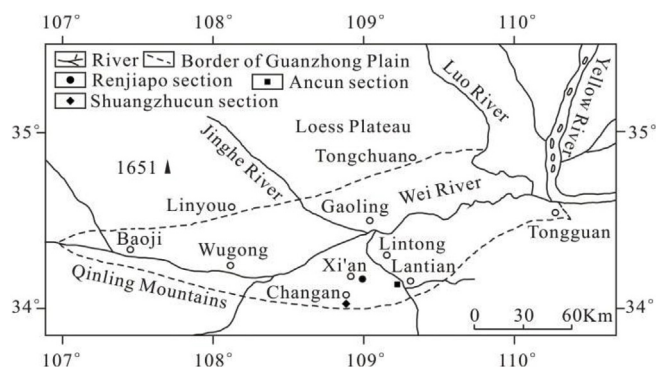 107° 108° 109° 110°
River Border of Guanzhong Plain
Renjiapo section Ancun section
Shuangzhucun section
Luo River
Yellow River
35° 35°
Loess Plateau
Jinghe River
Tongchuano
1651
Wei River
Linyou
Gaoling
Baoji
Wugong
Lintong
Tongguan
Xi'an
Lantian
Qinling Mountains
Changan
34° 34°
0 30 60Km
107° 108° 109° 110°